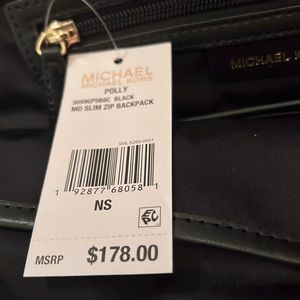 MICHAEL
MICHAEL KORS
POLLY
30S9GP5B8C BLACK
MD SLIM ZIP BACKPACK
1 92877 68058 1
NS
MSRP $178.00
MICHAEL